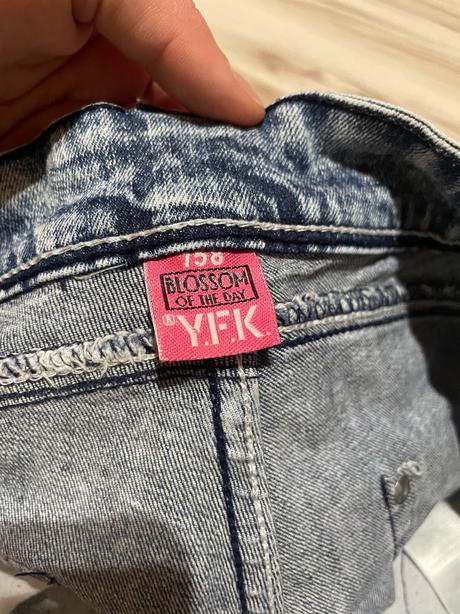 158
BLOSSOM
OF THE DAY
®Y.F.K.